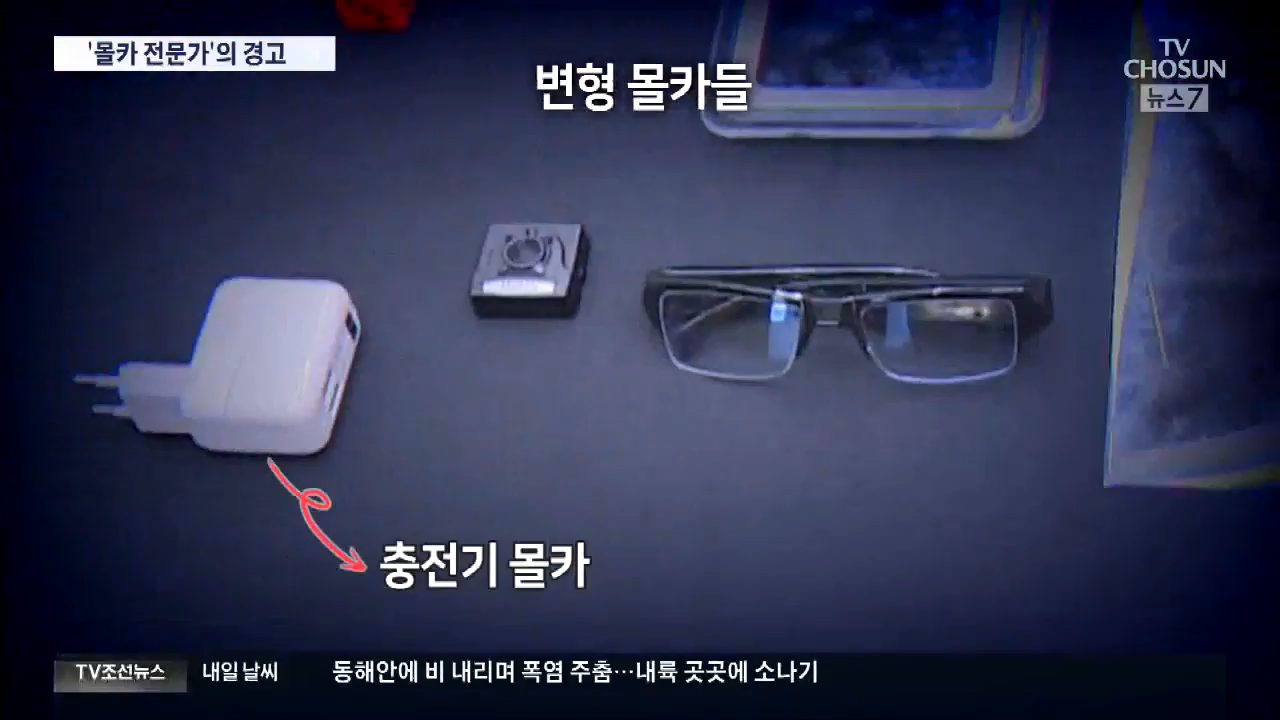 '몰카 전문가'의 경고
변형 몰카들
TV
CHOSUN
뉴스7
충전기 몰카
TV조선뉴스 내일 날씨 동해안에 비 내리며 폭염 주춤…내륙 곳곳에 소나기